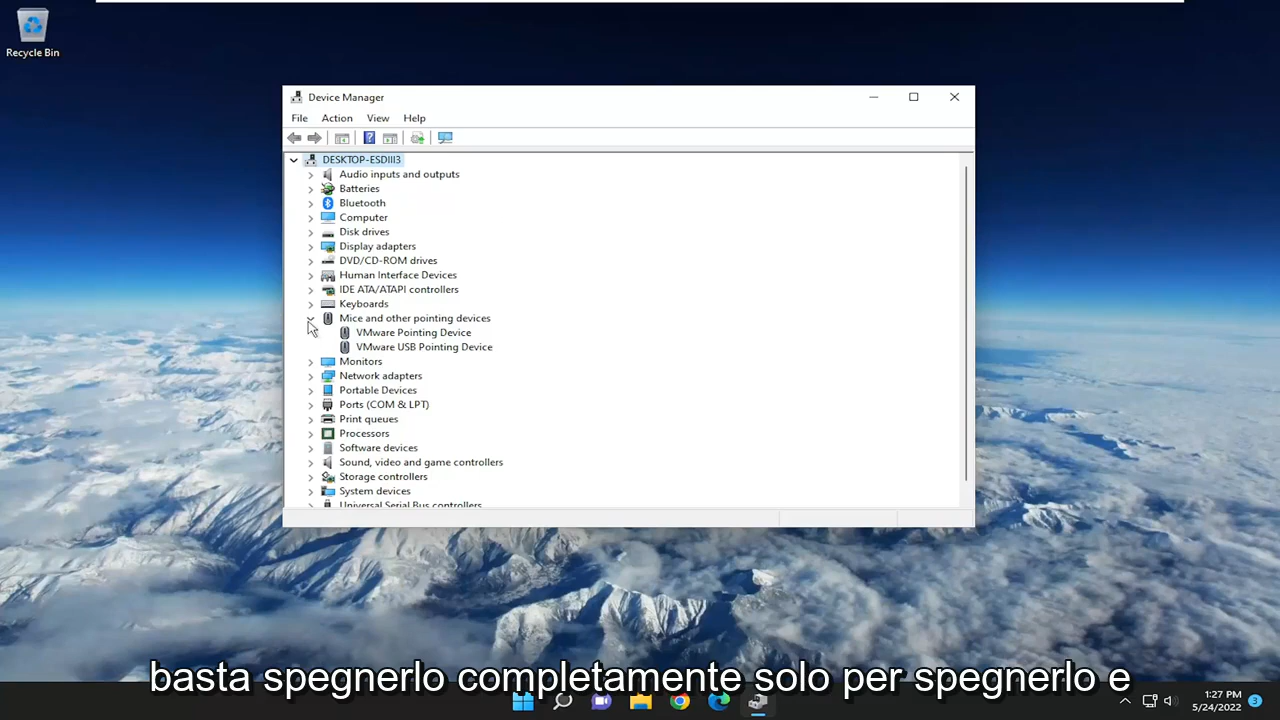 Recycle Bin
Device Manager
File Action View Help
DESKTOP-ESDIII3
Audio inputs and outputs
Batteries
Bluetooth
Computer
Disk drives
Display adapters
DVD/CD-ROM drives
Human Interface Devices
IDE ATA/ATAPI controllers
Keyboards
Mice and other pointing devices
VMware Pointing Device
VMware USB Pointing Device
Monitors
Network adapters
Portable Devices
Ports (COM & LPT)
Print queues
Processors
Software devices
Sound, video and game controllers
Storage controllers
System devices
Universal Serial Bus controllers
basta spegnerlo completamente solo per spegnerlo e
1:27 PM
5/24/2022
3